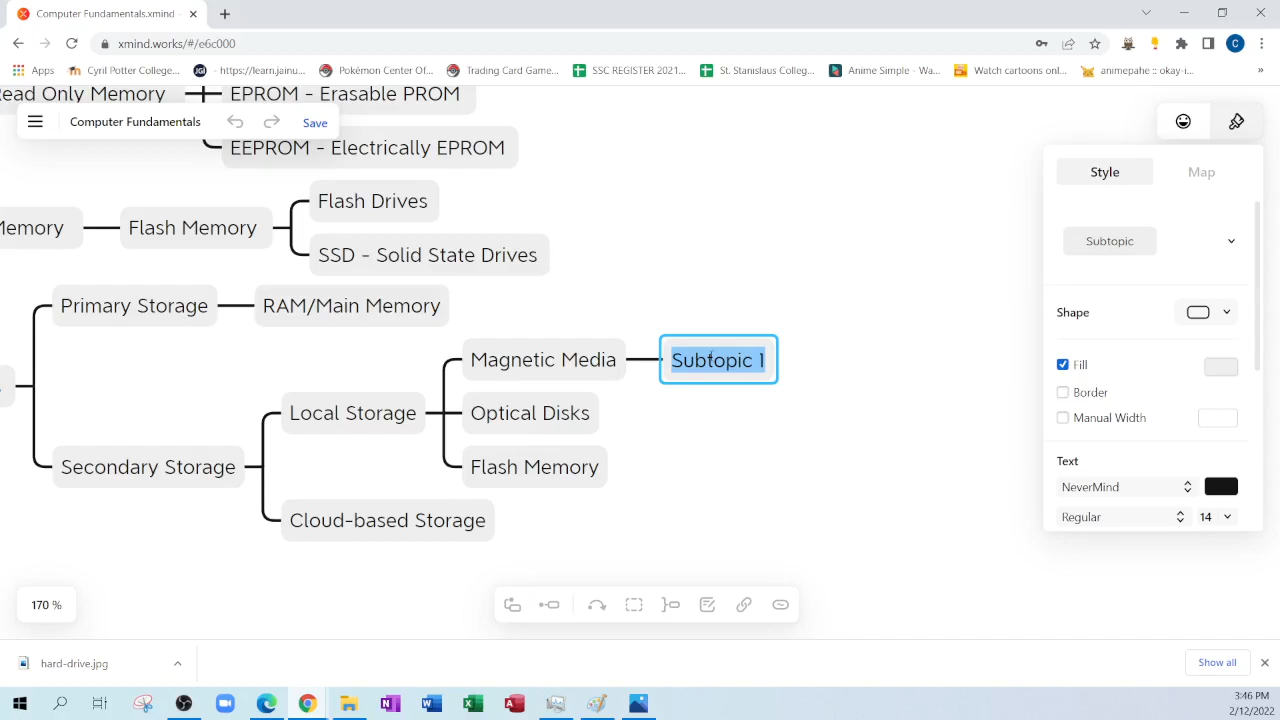 Computer Fundamentals.xmind -
xmind.works/#/e6c000
Apps
Cyril Potter College...
JGI
- https://learn.jainu...
Pokémon Center Of...
Trading Card Game...
SSC REGISTER 2021...
St. Stanislaus Colleg...
Anime Simple - Wa...
Watch cartoons onl...
animepahe :: okay-i...
»
C
Read Only Memory
EPROM - Erasable PROM
Computer Fundamentals
Save
EEPROM - Electrically EPROM
Flash Drives
Memory
Flash Memory
SSD - Solid State Drives
Primary Storage
RAM/Main Memory
Magnetic Media
Subtopic 1
Local Storage
Optical Disks
Secondary Storage
Flash Memory
Cloud-based Storage
Style
Map
Subtopic
Shape
Fill
Border
Manual Width
Text
NeverMind
Regular
14
170 %
hard-drive.jpg
Show all
3:46 PM
2/12/2022